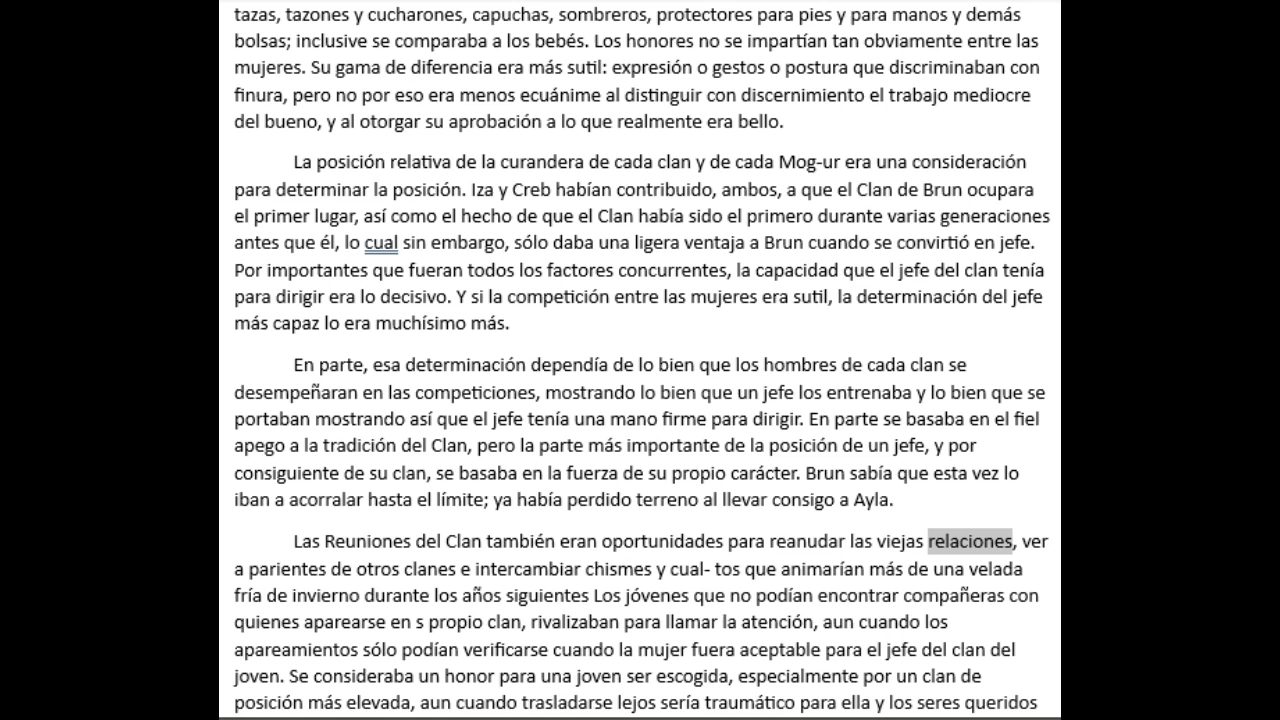 tazas, tazones y cucharones, capuchas, sombreros, protectores para pies y para manos y demás
bolsas; inclusive se comparaba a los bebés. Los honores no se impartían tan obviamente entre las
mujeres. Su gama de diferencia era más sutil: expresión o gestos o postura que discriminaban con
finura, pero no por eso era menos ecuánime al distinguir con discernimiento el trabajo mediocre
del bueno, y al otorgar su aprobación a lo que realmente era bello.
La posición relativa de la curandera de cada clan y de cada Mog-ur era una consideración
para determinar la posición. Iza y Creb habían contribuido, ambos, a que el Clan de Brun ocupara
el primer lugar, así como el hecho de que el Clan había sido el primero durante varias generaciones
antes que él, lo cual sin embargo, sólo daba una ligera ventaja a Brun cuando se convirtió en jefe.
Por importantes que fueran todos los factores concurrentes, la capacidad que el jefe del clan tenía
para dirigir era lo decisivo. Y si la competición entre las mujeres era sutil, la determinación del jefe
más capaz lo era muchísimo más.
En parte, esa determinación dependía de lo bien que los hombres de cada clan se
desempeñaran en las competiciones, mostrando lo bien que un jefe los entrenaba y lo bien que se
portaban mostrando así que el jefe tenía una mano firme para dirigir. En parte se basaba en el fiel
apego a la tradición del Clan, pero la parte más importante de la posición de un jefe, y por
consiguiente de su clan, se basaba en la fuerza de su propio carácter. Brun sabía que esta vez lo
iban a acorralar hasta el límite; ya había perdido terreno al llevar consigo a Ayla.
Las Reuniones del Clan también eran oportunidades para reanudar las viejas relaciones, ver
a parientes de otros clanes e intercambiar chismes y cual- tos que animarían más de una velada
fría de invierno durante los años siguientes Los jóvenes que no podían encontrar compañeras con
quienes aparearse en s propio clan, rivalizaban para llamar la atención, aun cuando los
apareamientos sólo podían verificarse cuando la mujer fuera aceptable para el jefe del clan del
joven. Se consideraba un honor para una joven ser escogida, especialmente por un clan de
posición más elevada, aun cuando trasladarse lejos sería traumático para ella y los seres queridos